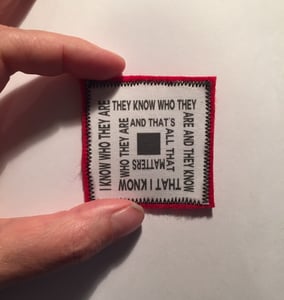 I KNOW WHO THEY ARE
THEY KNOW WHO THEY
ARE AND THEY KNOW
THAT I KNOW
WHO THEY ARE
AND THAT'S
ALL THAT
MATTERS